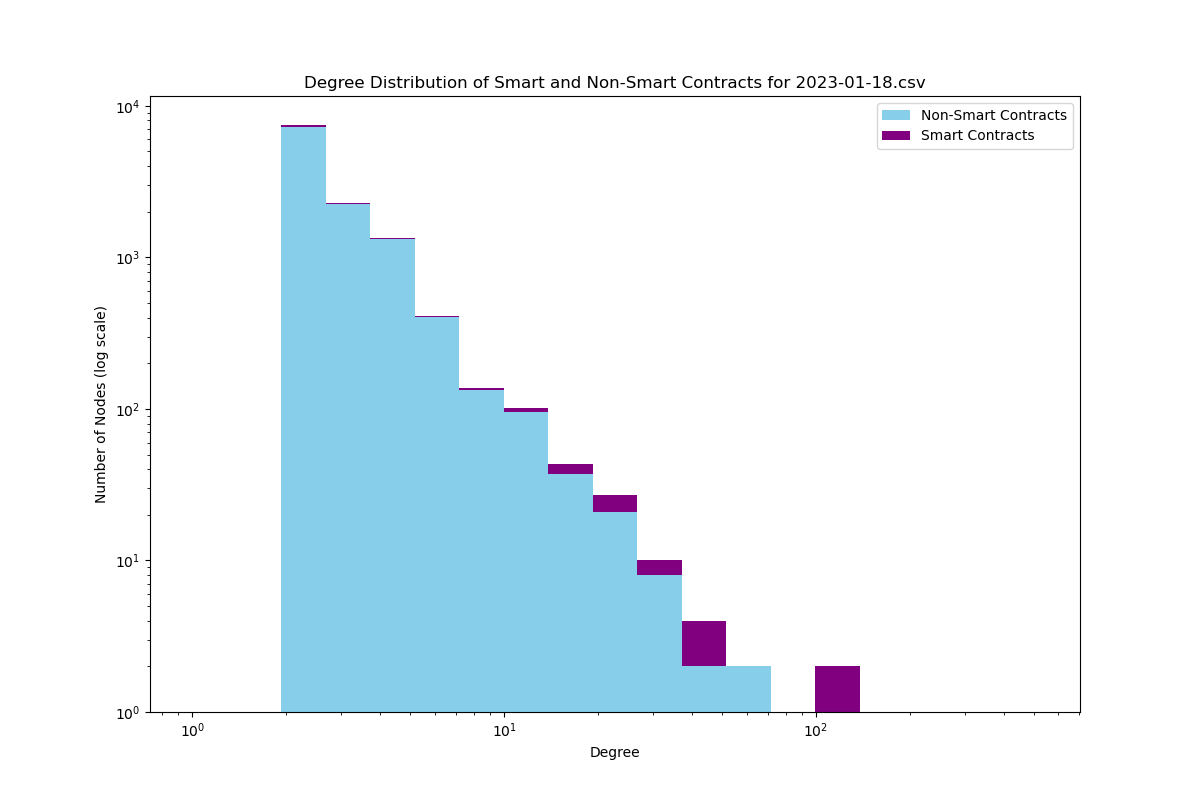 Degree Distribution of Smart and Non-Smart Contracts for 2023-01-18.csv
Non-Smart Contracts
Smart Contracts
Number of Nodes (log scale)
10⁴
10³
10²
10¹
10⁰
10⁰ 10¹ 10²
Degree